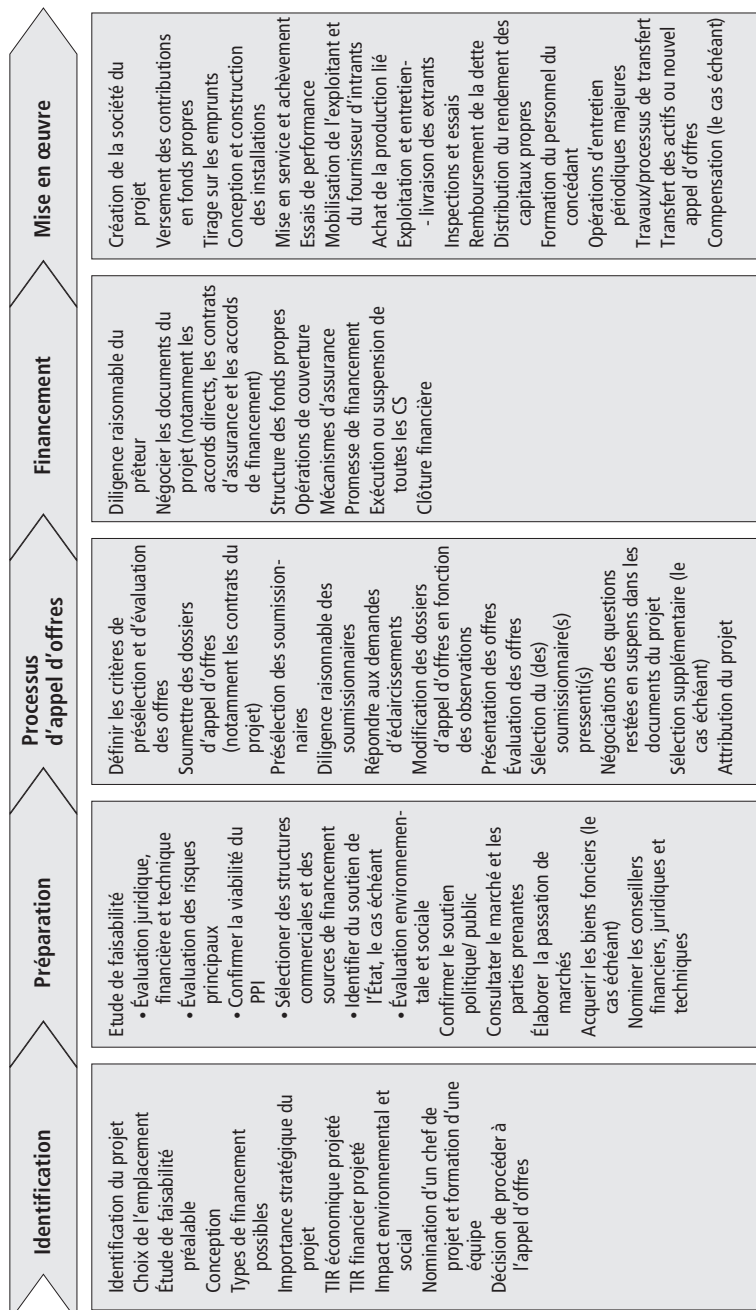 Identification
Identification du projet
Choix de l'emplacement
Étude de faisabilité
préalable
Conception
Types de financement
possibles
Importance stratégique du
projet
TIR économique projeté
TIR financier projeté
Impact environnemental et
social
Nomination d'un chef de
projet et formation d'une
équipe
Décision de procéder à
l'appel d'offres
Préparation
Etude de faisabilité
• Évaluation juridique,
financière et technique
• Évaluation des risques
principaux
• Confirmer la viabilité du
PPI
• Sélectioner des structures
commerciales et des
sources de financement
• Identifier du soutien de
l'État, le cas échéant
• Évaluation environnemen-
tale et sociale
Confirmer le soutien
politique/ public
Consultater le marché et les
parties prenantes
Élaborer la passation de
marchés
Acquerir les biens fonciers (le
cas échéant)
Nominer les conseillers
financiers, juridiques et
techniques
Processus
d'appel d'offres
Définir les critères de
présélection et d'évaluation
des offres
Soumettre des dossiers
d'appel d'offres
(notamment les contrats du
projet)
Présélection des soumission-
naires
Diligence raisonnable des
soumissionnaires
Répondre aux demandes
d'éclaircissements
Modification des dossiers
d'appel d'offres en fonction
des observations
Présentation des offres
Évaluation des offres
Sélection du (des)
soumissionnaire(s)
pressenti(s)
Négociations des questions
restées en suspens dans les
documents du projet
Sélection supplémentaire (le
cas échéant)
Attribution du projet
Financement
Diligence raisonnable du
prêteur
Négocier les documents du
projet (notamment les
accords directs, les contrats
d'assurance et les accords
de financement)
Structure des fonds propres
Opérations de couverture
Mécanismes d'assurance
Promesse de financement
Exécution ou suspension de
toutes les CS
Clôture financière
Mise en œuvre
Création de la société du
projet
Versement des contributions
en fonds propres
Tirage sur les emprunts
Conception et construction
des installations
Mise en service et achèvement
Essais de performance
Mobilisation de l'exploitant et
du fournisseur d'intrants
Achat de la production lié
Exploitation et entretien-
- livraison des extrants
Inspections et essais
Remboursement de la dette
Distribution du rendement des
capitaux propres
Formation du personnel du
concédant
Opérations d'entretien
périodiques majeures
Travaux/processus de transfert
Transfert des actifs ou nouvel
appel d'offres
Compensation (le cas échéant)